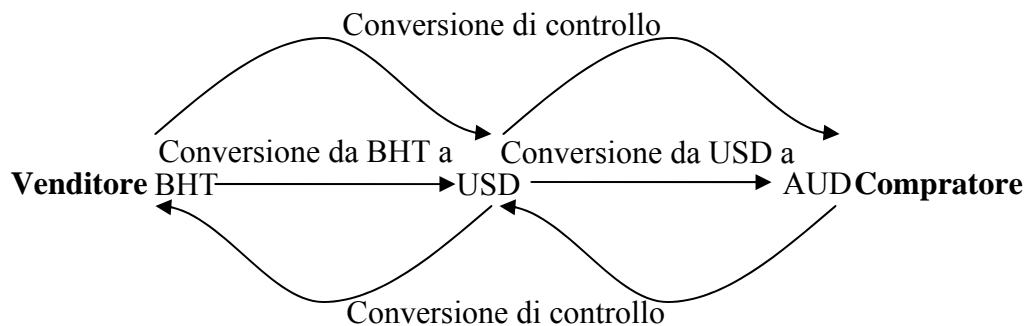 Conversione di controllo
Conversione da BHT a Conversione da USD a
Venditore BHT USD AUD Compratore
Conversione di controllo